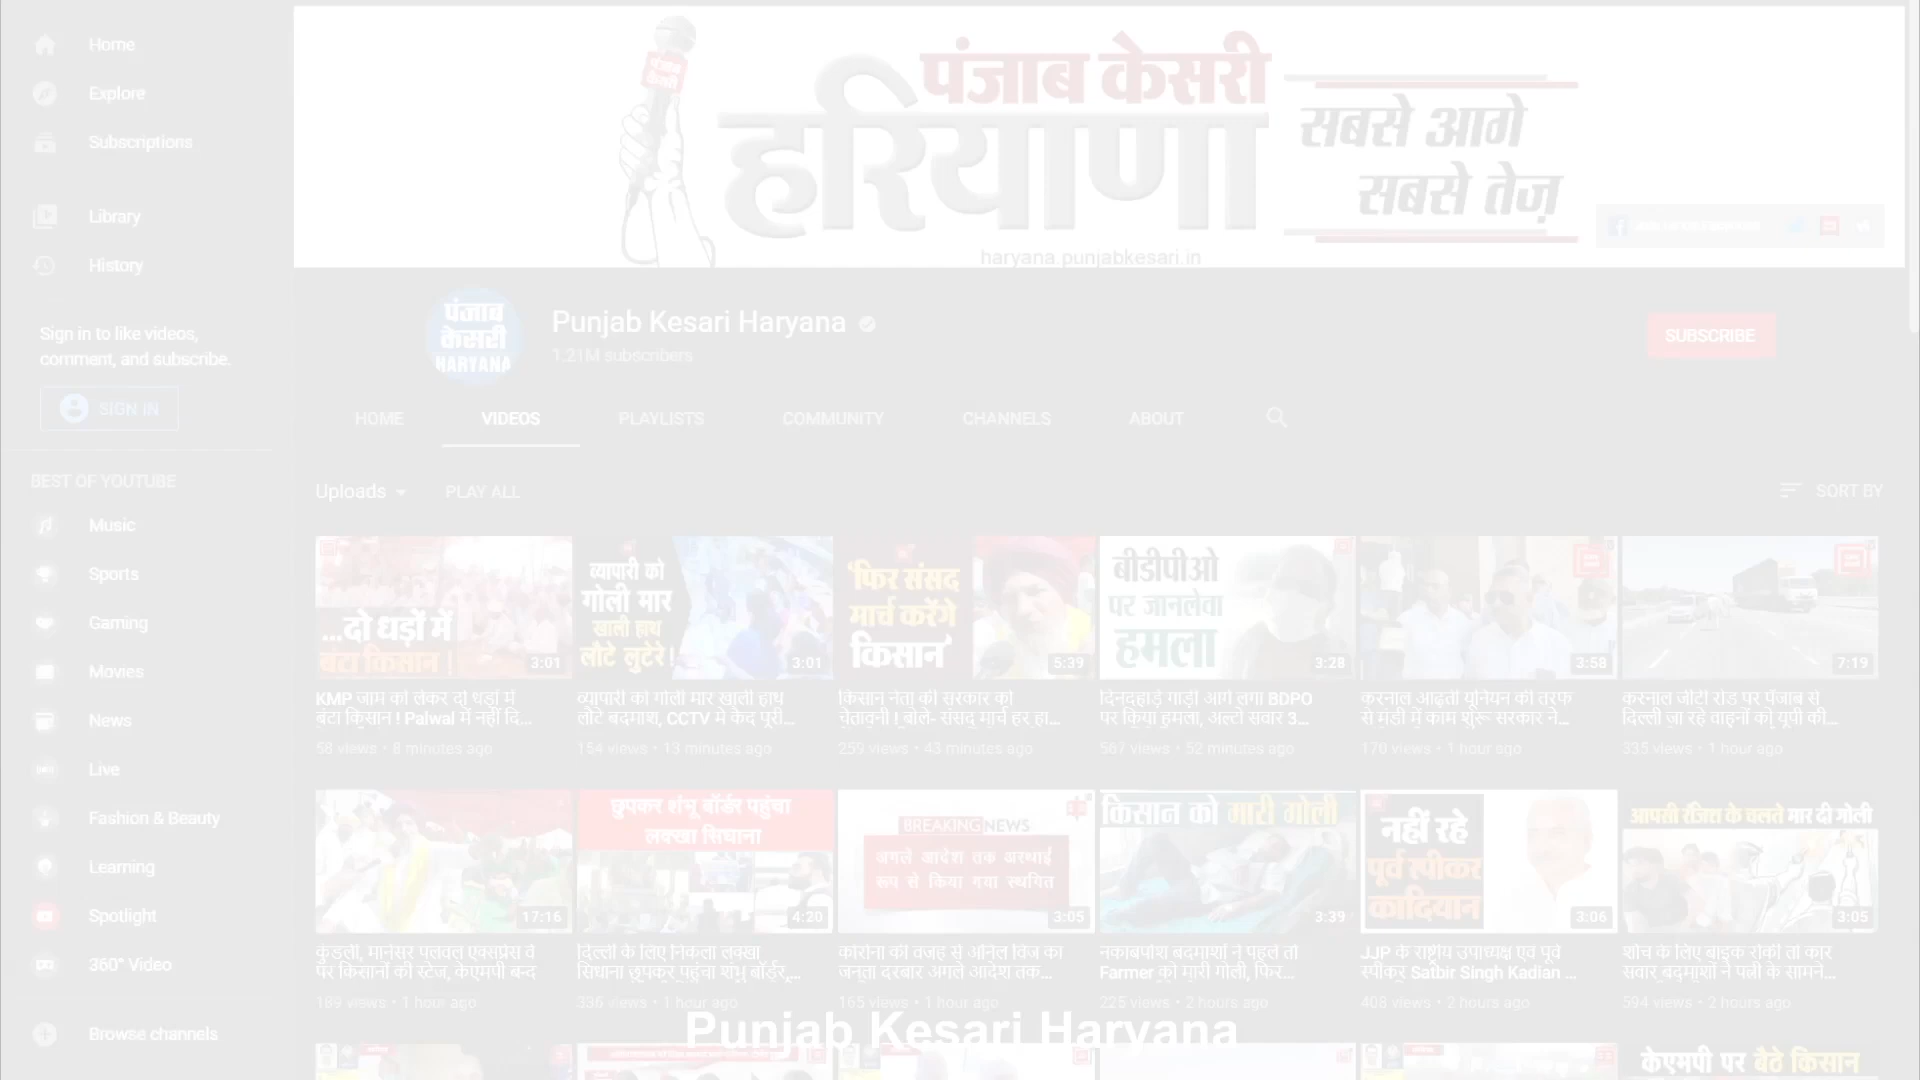 Home
Explore
Subscriptions
Library
History
Sign in to like videos,
comment, and subscribe.
SIGN IN
BEST OF YOUTUBE
Music
Sports
Gaming
Movies
News
Live
Fashion & Beauty
Learning
Spotlight
360° Video
Browse channels
पंजाब केसरी
हरियाणा
सबसे आगे
सबसे तेज़
haryana.punjabkesari.in
पंजाब
केसरी
HARYANA
Punjab Kesari Haryana
1.21M subscribers
SUBSCRIBE
HOME
VIDEOS
PLAYLISTS
COMMUNITY
CHANNELS
ABOUT
Uploads
PLAY ALL
SORT BY
...दो धड़ों में
बंटा किसान !
3:01
व्यापारी को
गोली मार
खाली हाथ
लौटे लुटेरे !
3:01
'फिर संसद
मार्च करेंगे
किसान'
5:39
बीडीपीओ
पर जानलेवा
हमला
3:28
3:58
7:19
KMP जाम को लेकर दो धड़ों में
बंटा किसान ! Palwal में नहीं दि...
58 views • 8 minutes ago
व्यापारी को गोली मार खाली हाथ
लौटे बदमाश, CCTV में कैद पूरी...
154 views • 13 minutes ago
किसान नेता की सरकार को
चेतावनी ! बोले- संसद मार्च हर हा...
259 views • 43 minutes ago
दिनदहाड़े गाड़ी आगे लगा BDPO
पर किया हमला, अल्टो सवार 3...
567 views • 52 minutes ago
करनाल आढ़ती यूनियन की तरफ
से मंडी में काम शुरू सरकार ने...
170 views • 1 hour ago
करनाल जीटी रोड पर पंजाब से
दिल्ली जा रहे वाहनों को यूपी की...
335 views • 1 hour ago
17:16
छुपकर शंभू बॉर्डर पहुंचा
लक्खा सिधाना
4:20
BREAKING NEWS
अगले आदेश तक अस्थाई
रूप से किया गया स्थगित
3:05
किसान को मारी गोली
3:39
नहीं रहे
पूर्व स्पीकर
कादियान
3:06
आपसी रंजिश के चलते मार दी गोली
3:05
कुंडली, मानेसर पलवल एक्सप्रेस वे
पर किसानों की स्टेज, केएमपी बन्द
189 views • 1 hour ago
दिल्ली के लिए निकला लक्खा
सिधाना छुपकर पहुंचा शंभू बॉर्डर,...
336 views • 1 hour ago
कोरोना की वजह से अनिल विज का
जनता दरबार अगले आदेश तक...
165 views • 1 hour ago
नकाबपोश बदमाशों ने पहले तो
Farmer को मारी गोली, फिर...
225 views • 2 hours ago
JJP के राष्ट्रीय उपाध्यक्ष एवं पूर्व
स्पीकर Satbir Singh Kadian ...
403 views • 2 hours ago
शौच के लिए बाइक रोकी तो कार
सवार बदमाशों ने पत्नी के सामने...
594 views • 2 hours ago
Punjab Kesari Haryana
केएमपी पर बैठे किसान